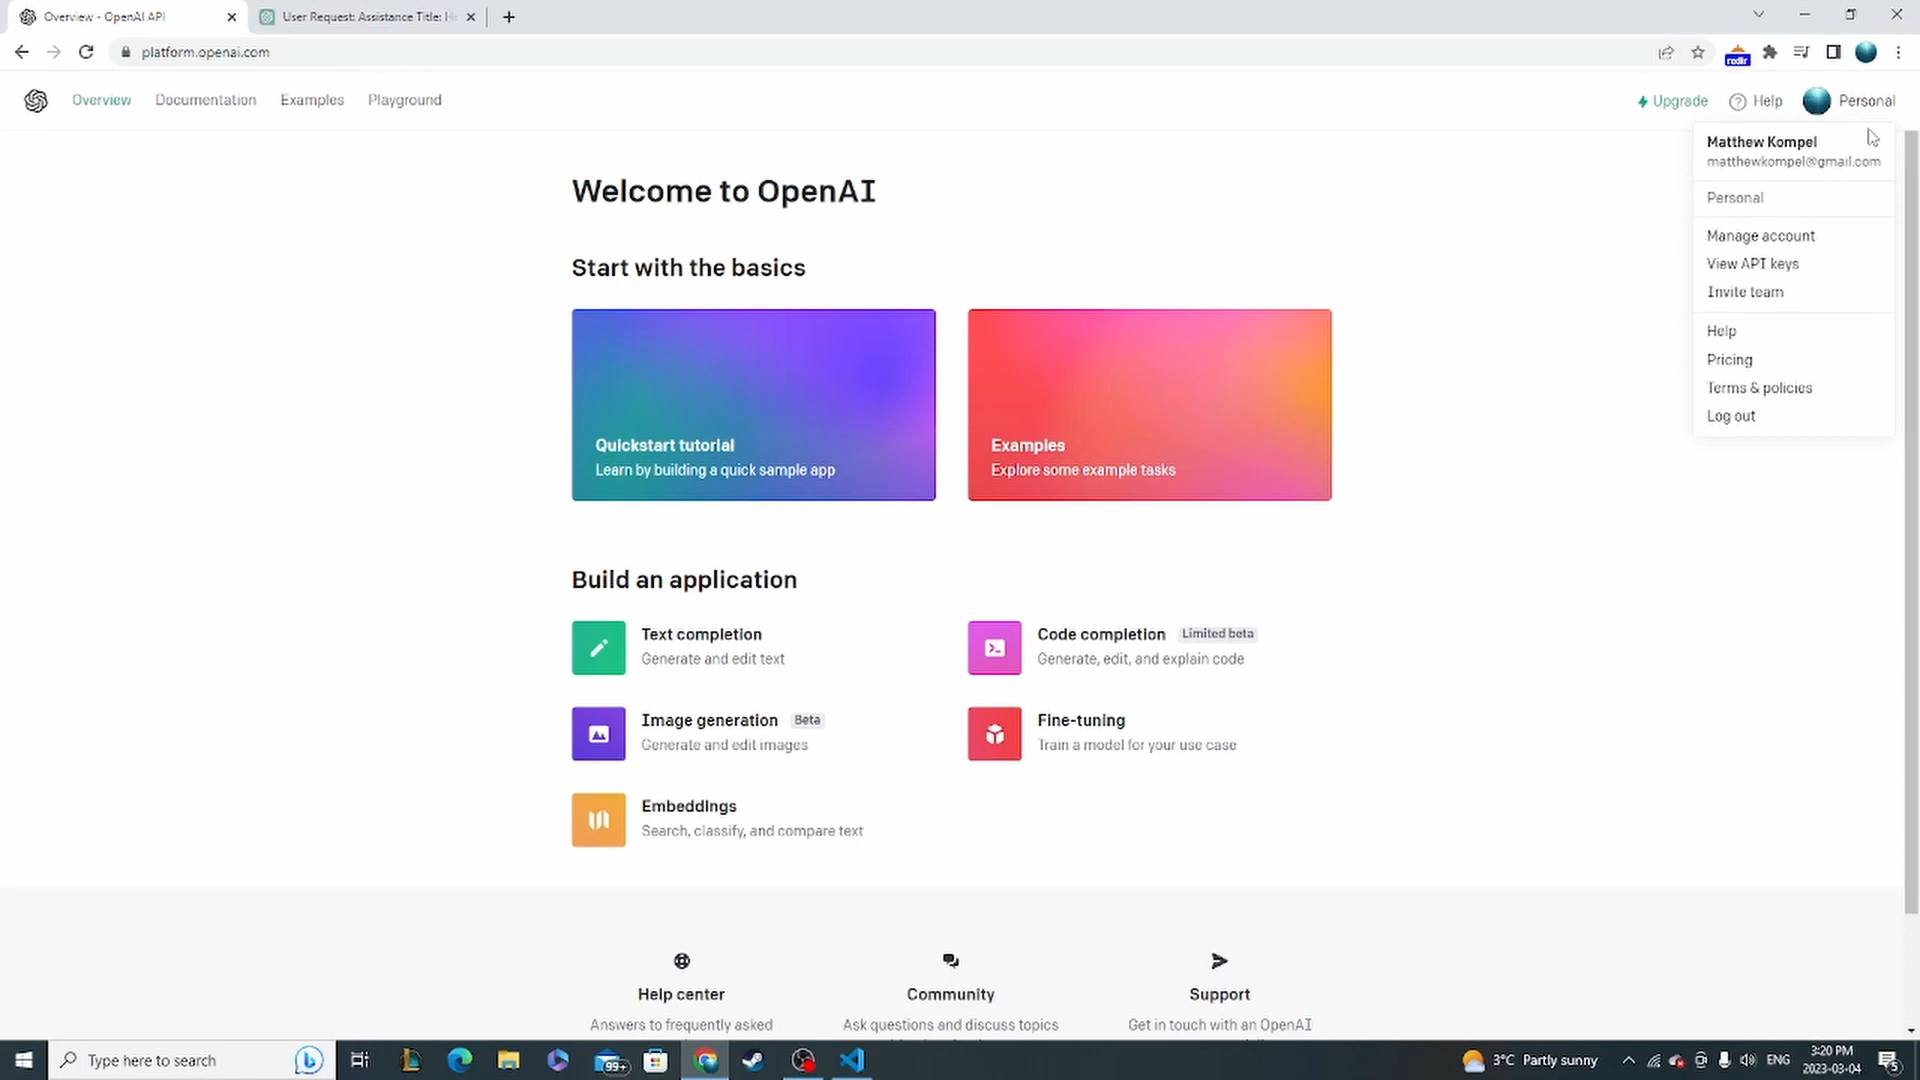 Overview - OpenAI API
User Request: Assistance Title: He
platform.openai.com
redir
Overview
Documentation
Examples
Playground
Upgrade
Help
Personal
Matthew Kompel
matthewkompel@gmail.com
Personal
Manage account
View API keys
Invite team
Help
Pricing
Terms & policies
Log out
Welcome to OpenAI
Start with the basics
Quickstart tutorial
Learn by building a quick sample app
Examples
Explore some example tasks
Build an application
Text completion
Generate and edit text
Code completion Limited beta
Generate, edit, and explain code
Image generation Beta
Generate and edit images
Fine-tuning
Train a model for your use case
Embeddings
Search, classify, and compare text
Help center
Answers to frequently asked
Community
Ask questions and discuss topics
Support
Get in touch with an OpenAI
Type here to search
99+
3°C Partly sunny
ENG
3:20 PM
2023-03-04
5